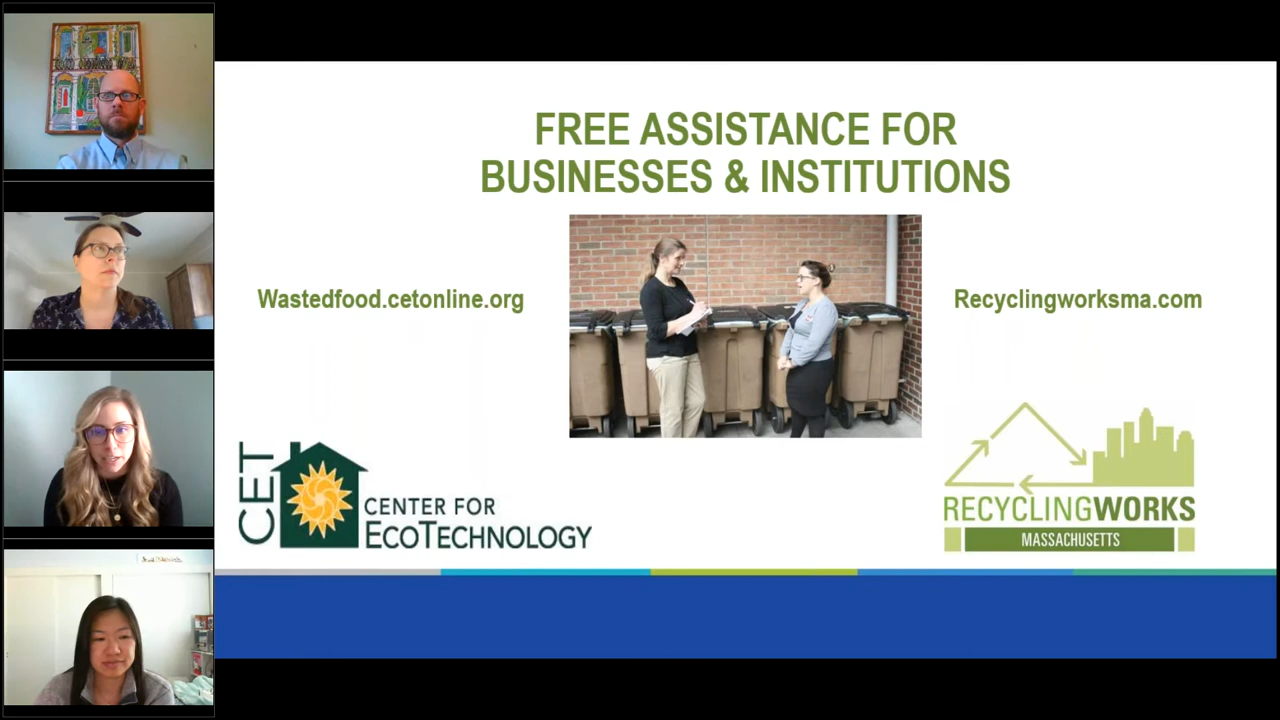 FREE ASSISTANCE FOR
BUSINESSES & INSTITUTIONS
Wastedfood.cetonline.org
Recyclingworksma.com
CET
CENTER FOR
ECOTECHNOLOGY
RECYCLINGWORKS
MASSACHUSETTS